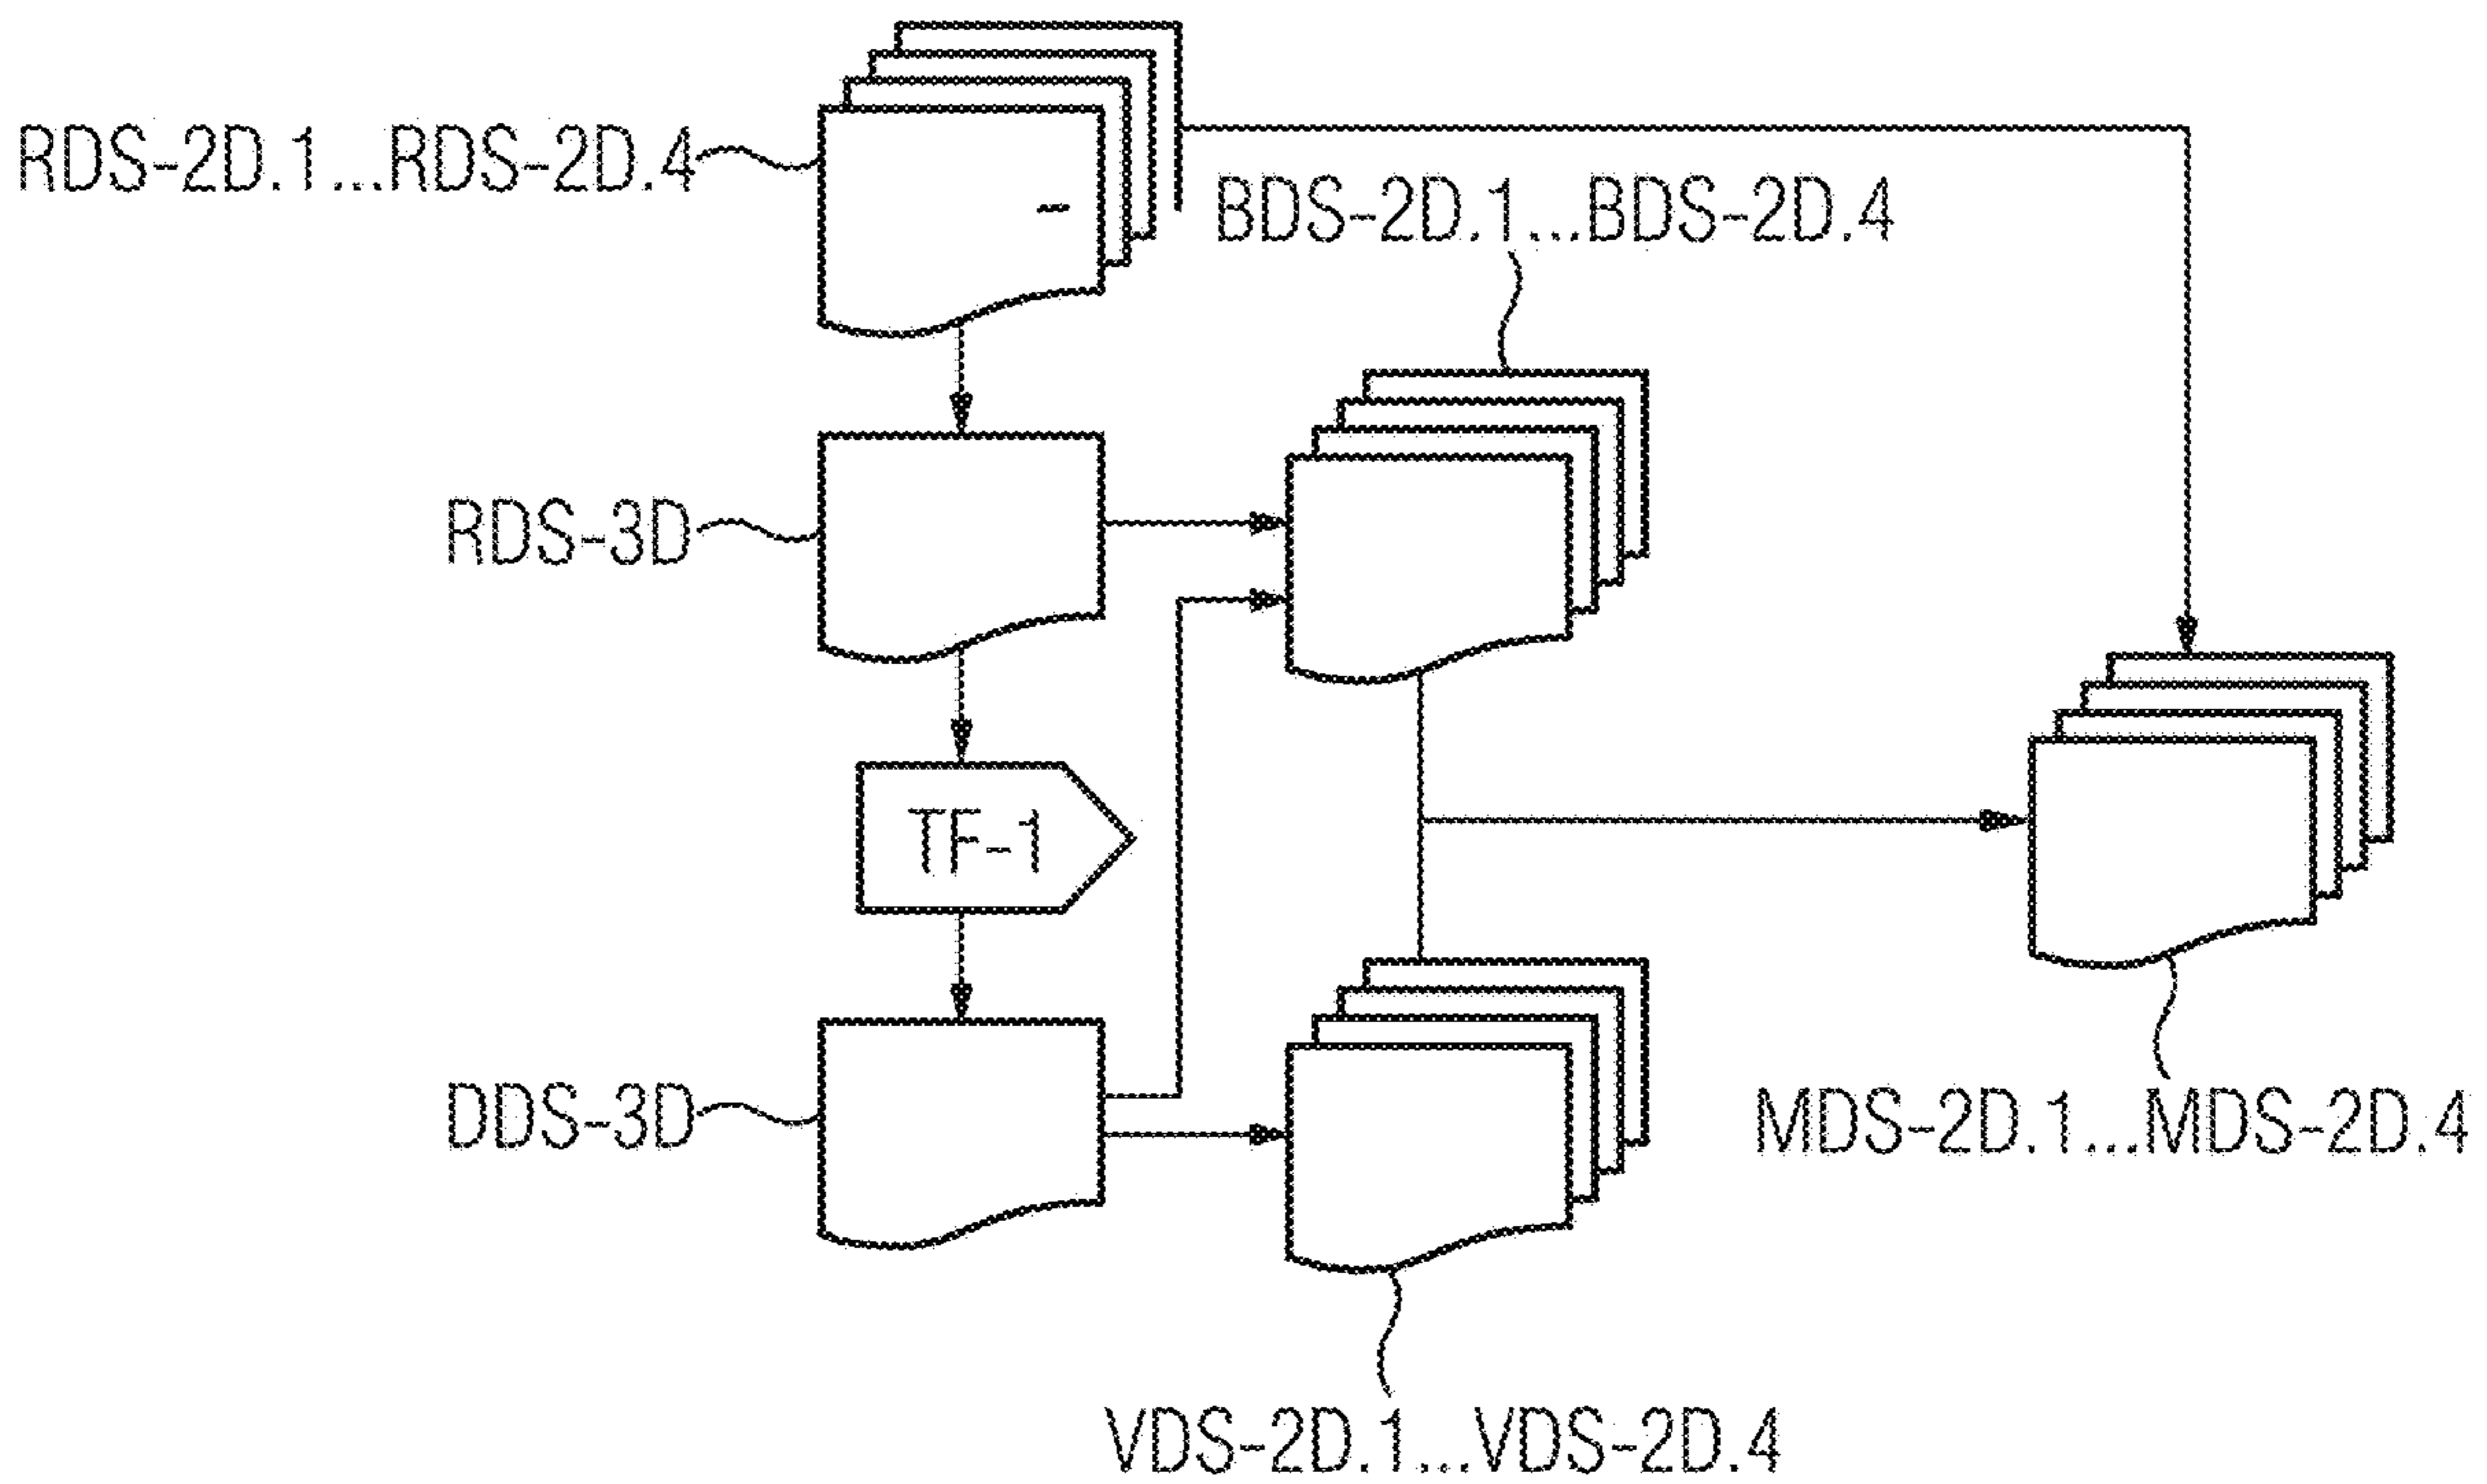 RDS-2D.1...RDS-2D.4
BDS-2D.1...BDS-2D.4
RDS-3D
TF-1
DDS-3D
MDS-2D.1...MDS-2D.4
VDS-2D.1...VDS-2D.4